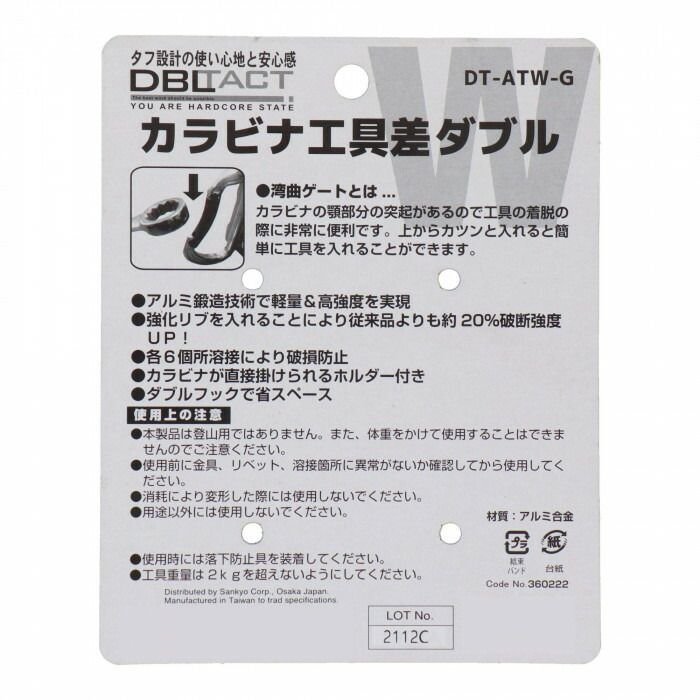 タフ設計の使い心地と安心感
DBLTACT
The best work should be possible
YOU ARE HARDCORE STATE
DT-ATW-G
W
カラビナ工具差ダブル
●湾曲ゲートとは…
カラビナの顎部分の突起があるので工具の着脱の
際に非常に便利です。上からカツンと入れると簡
単に工具を入れることができます。
●アルミ鍛造技術で軽量＆高強度を実現
●強化リブを入れることにより従来品よりも約20%破断強度
UP！
●各6個所溶接により破損防止
●カラビナが直接掛けられるホルダー付き
●ダブルフックで省スペース
使用上の注意
●本製品は登山用ではありません。また、体重をかけて使用することはできま
せんのでご注意ください。
●使用前に金具、リベット、溶接箇所に異常がないか確認してから使用してく
ださい。
●消耗により変形した際には使用しないでください。
●用途以外には使用しないでください。
●使用時には落下防止具を装着してください。
●工具重量は2kgを超えないようにしてください。
材質：アルミ合金
プラ
紙
結束
バンド
台紙
Code No.360222
Distributed by Sankyo Corp., Osaka Japan.
Manufactured in Taiwan to trad specifications.
LOT No.
2112C